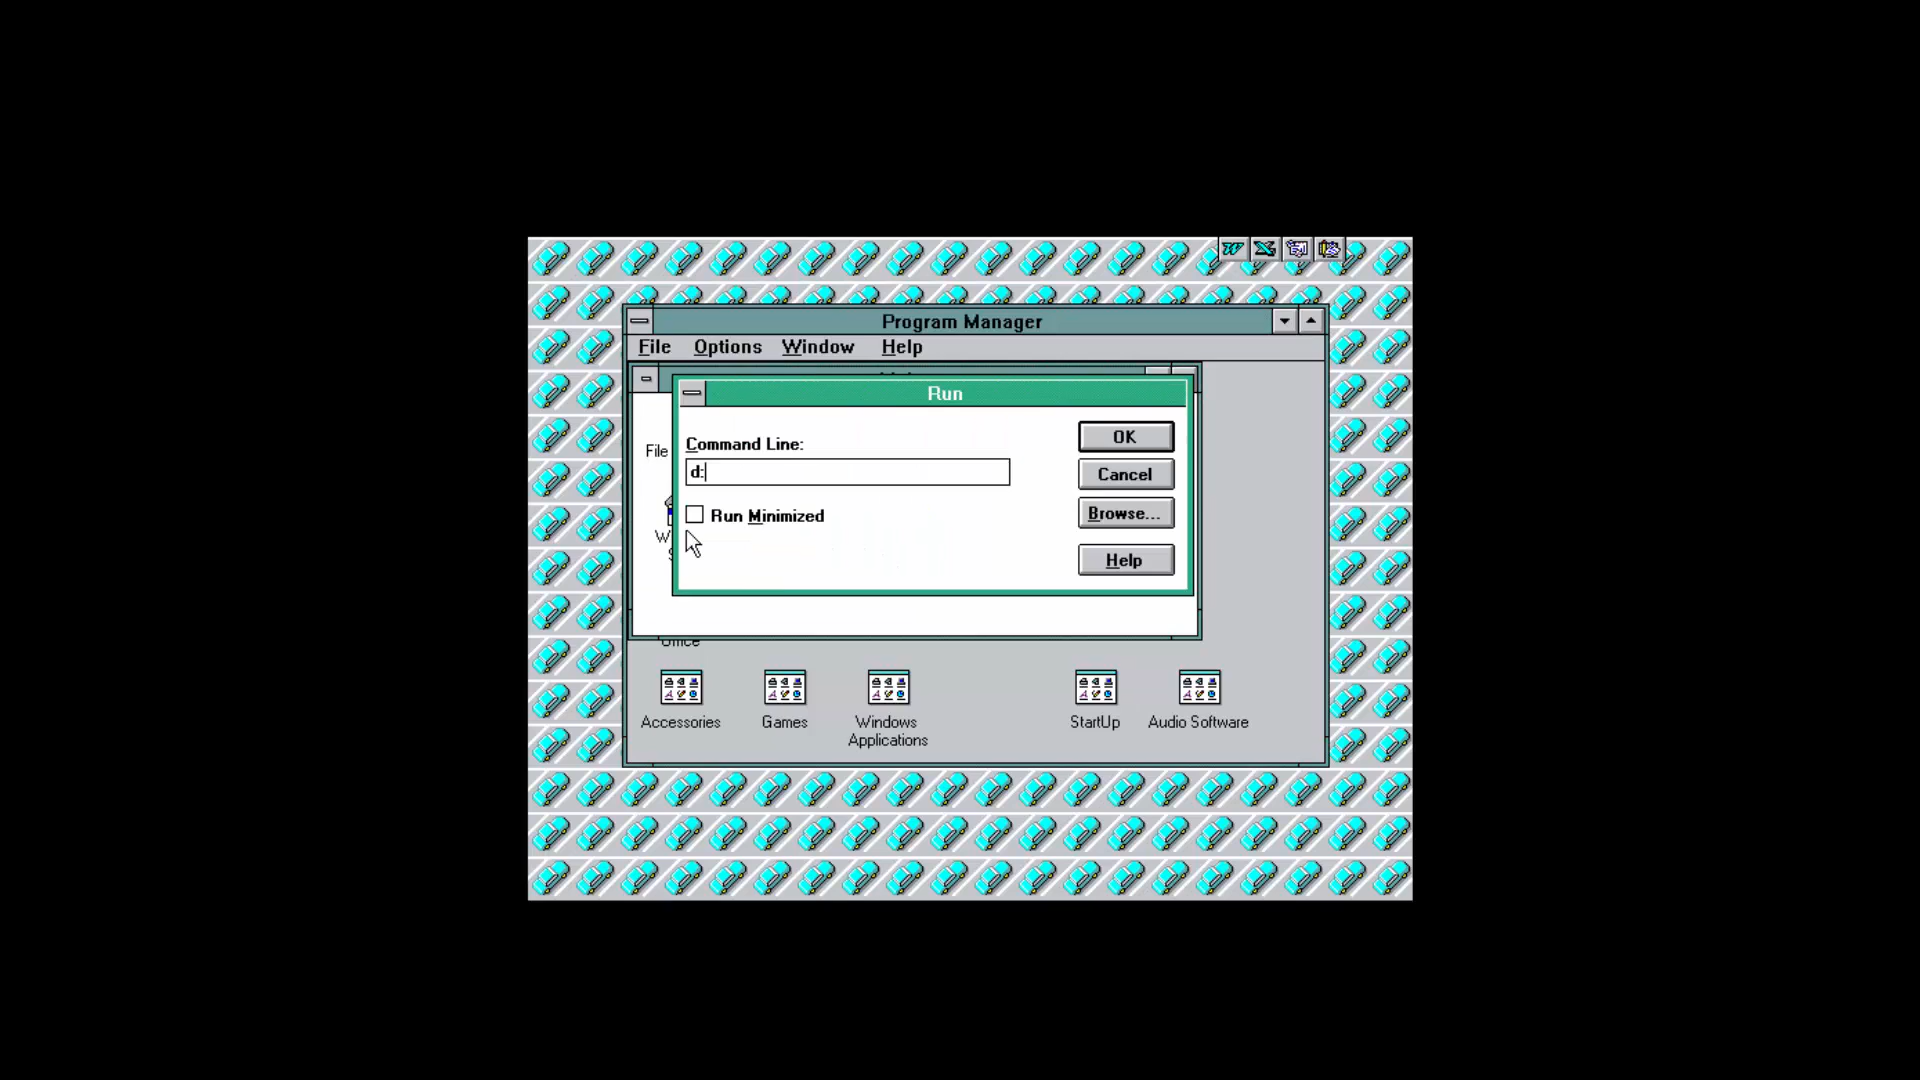 Program Manager
File Options Window Help
Run
Command Line:
d:
Run Minimized
OK
Cancel
Browse...
Help
File
W
Office
Accessories
Games
Windows
Applications
StartUp
Audio Software